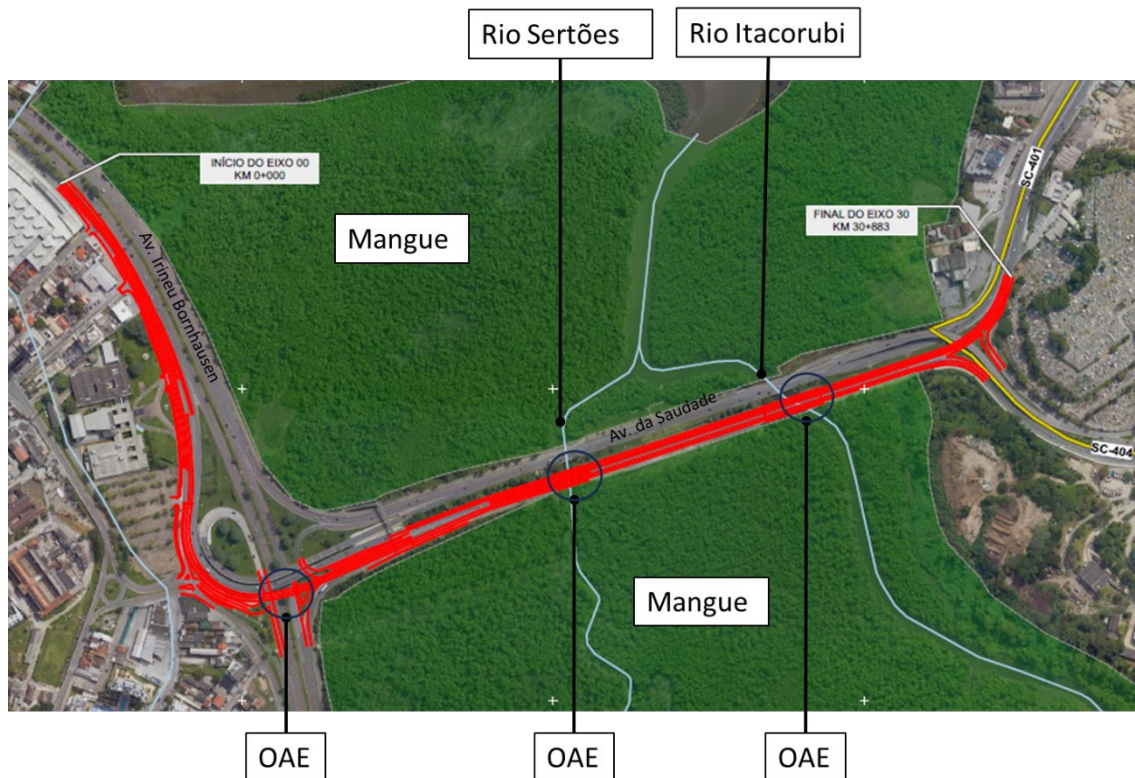 Rio Sertões
Rio Itacorubi
INÍCIO DO EIXO 00
KM 0+000
SC-401
FINAL DO EIXO 30
KM 30+883
Mangue
Av. Irineu Bornhausen
Av. da Saudade
SC-404
Mangue
OAE
OAE
OAE